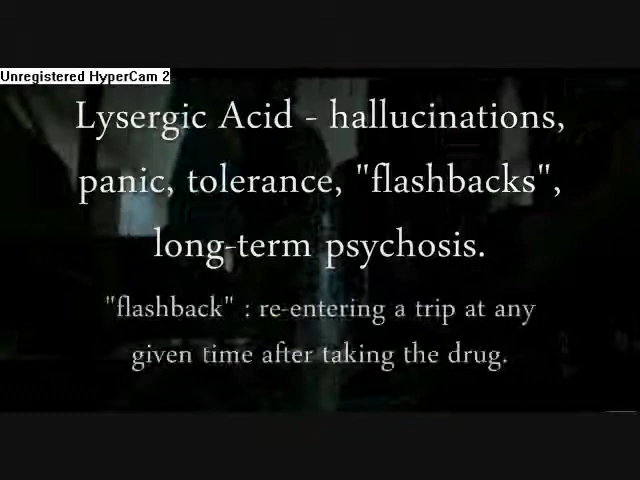 Unregistered HyperCam 2
Lysergic Acid - hallucinations,
panic, tolerance, "flashbacks",
long-term psychosis.
"flashback" : re-entering a trip at any
given time after taking the drug.